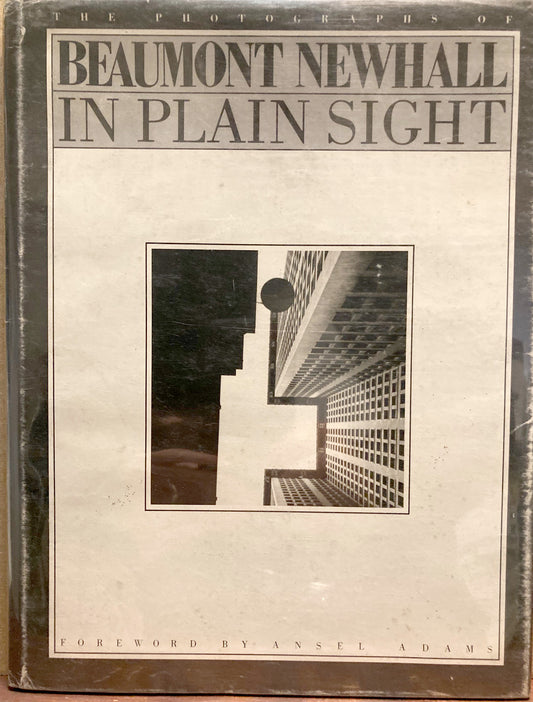 THE PHOTOGRAPHS OF
BEAUMONT NEWHALL
IN PLAIN SIGHT
FOREWORD BY ANSEL ADAMS